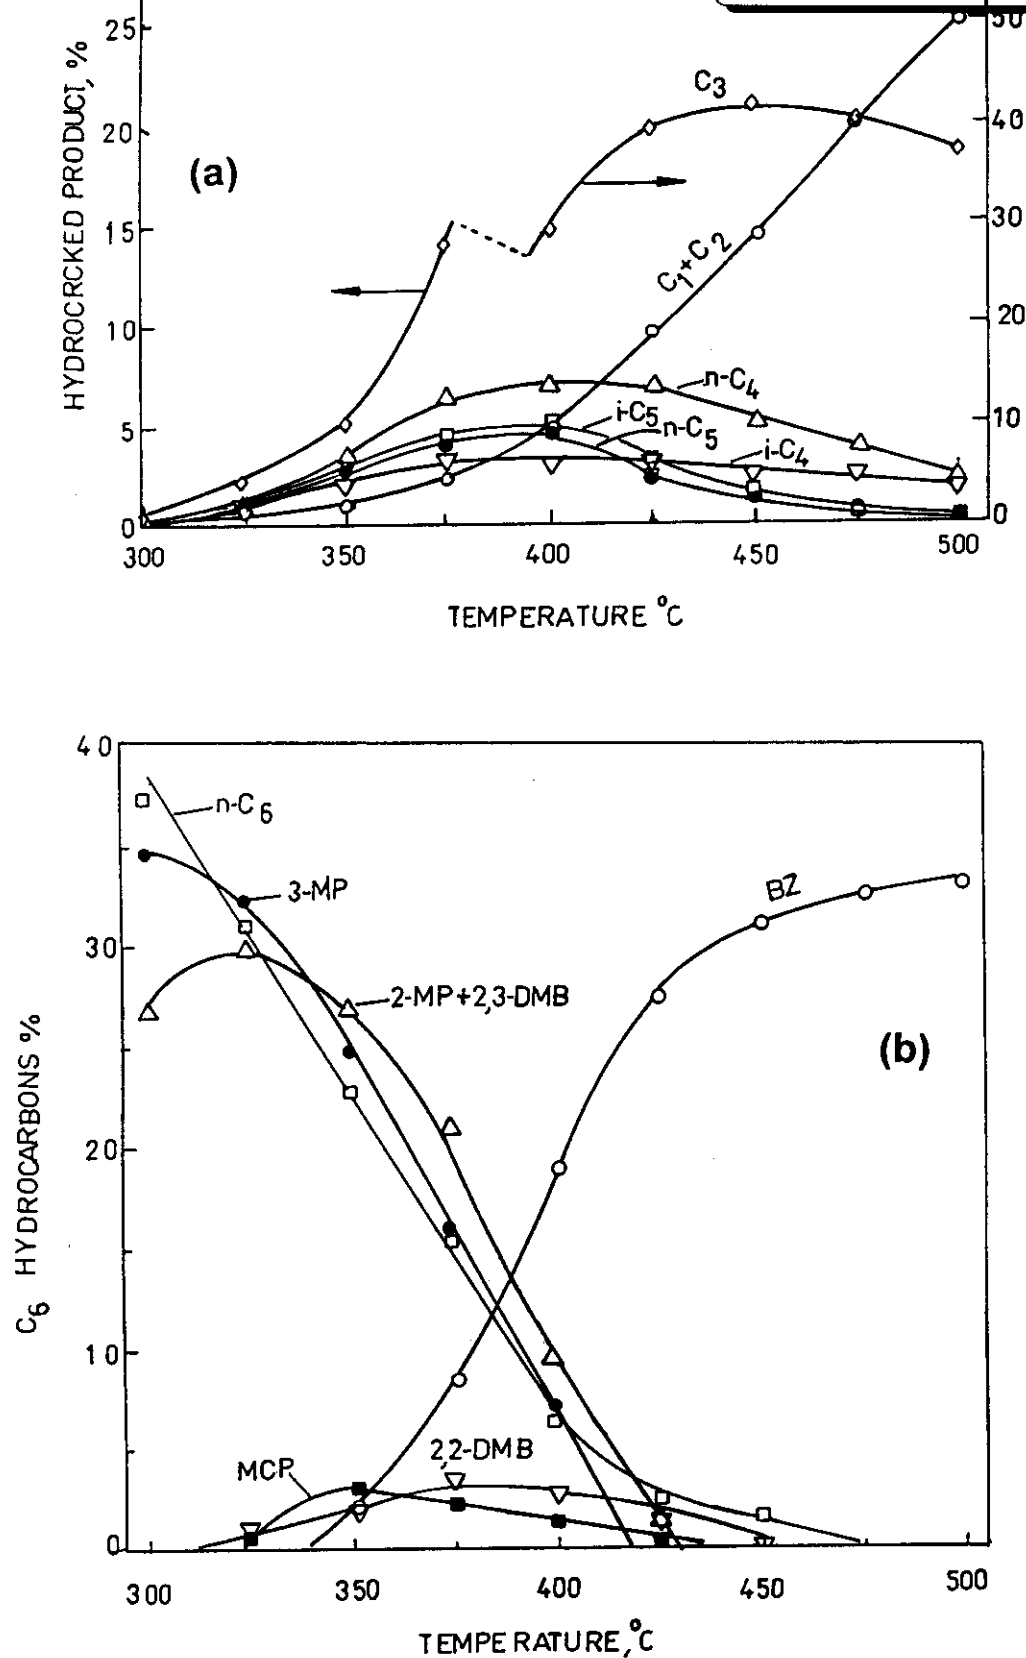 25
50
HYDROCRCKED PRODUCT, %
C3
20
40
(a)
15
30
C1+C2
10
20
n-C4
i-C5
n-C5
5
10
i-C4
0
0
300
350
400
450
500
TEMPERATURE °C
40
n-C6
3-MP
BZ
30
2-MP+2,3-DMB
(b)
C6 HYDROCARBONS %
20
10
2,2-DMB
MCP
0
300
350
400
450
500
TEMPERATURE, °C